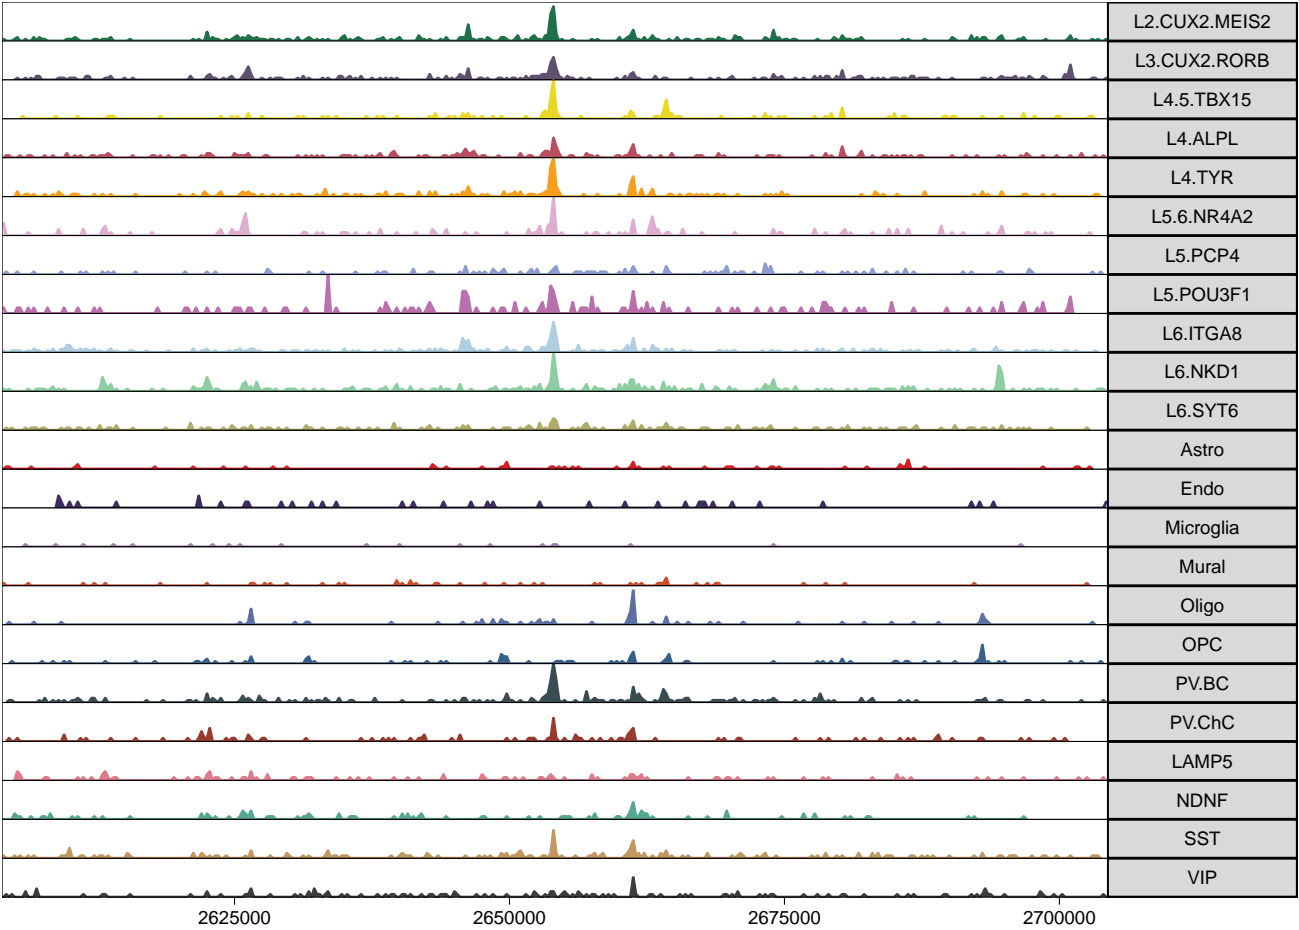 L2.CUX2.MEIS2
L3.CUX2.RORB
L4.5.TBX15
L4.ALPL
L4.TYR
L5.6.NR4A2
L5.PCP4
L5.POU3F1
L6.ITGA8
L6.NKD1
L6.SYT6
Astro
Endo
Microglia
Mural
Oligo
OPC
PV.BC
PV.ChC
LAMP5
NDNF
SST
VIP
2625000 2650000 2675000 2700000